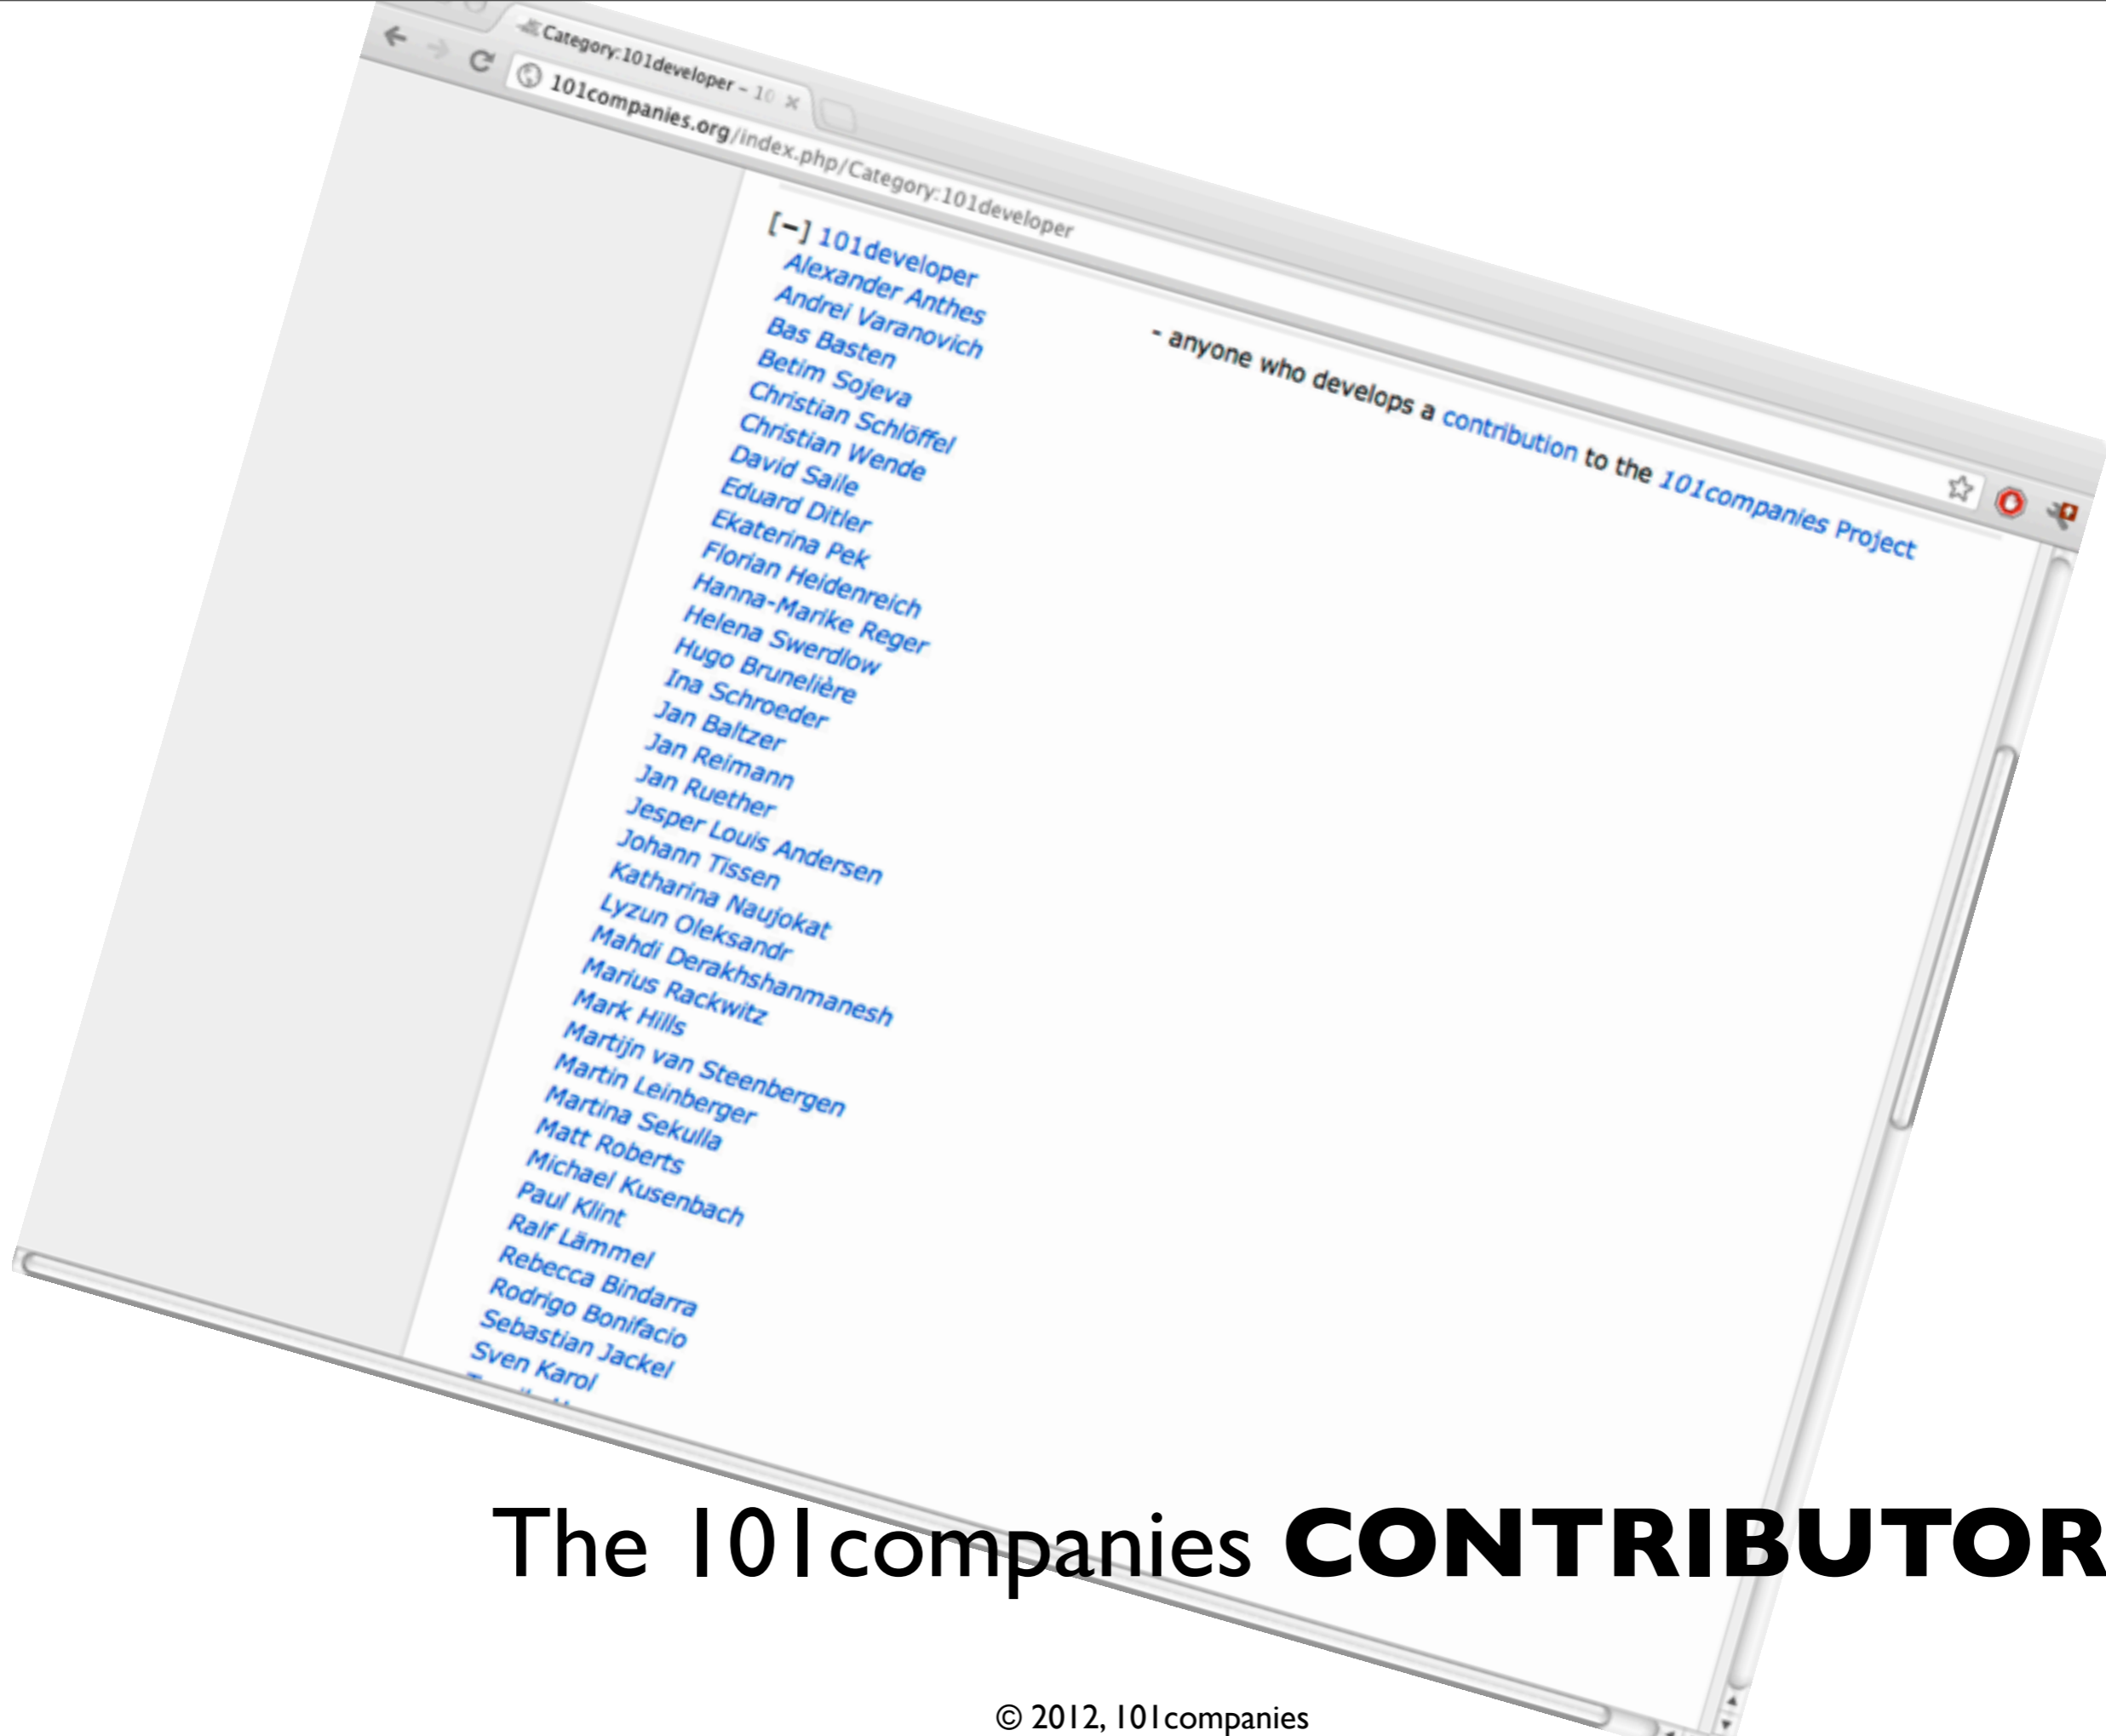 Category:101developer – 10
101companies.org/index.php/Category:101developer
[−] 101developer
- anyone who develops a contribution to the 101companies Project
Alexander Anthes
Andrei Varanovich
Bas Basten
Betim Sojeva
Christian Schlöffel
Christian Wende
David Saile
Eduard Ditler
Ekaterina Pek
Florian Heidenreich
Hanna-Marike Reger
Helena Swerdlow
Hugo Brunelière
Ina Schroeder
Jan Baltzer
Jan Reimann
Jan Ruether
Jesper Louis Andersen
Johann Tissen
Katharina Naujokat
Lyzun Oleksandr
Mahdi Derakhshanmanesh
Marius Rackwitz
Mark Hills
Martijn van Steenbergen
Martin Leinberger
Martina Sekulla
Matt Roberts
Michael Kusenbach
Paul Klint
Ralf Lämmel
Rebecca Bindarra
Rodrigo Bonifacio
Sebastian Jackel
Sven Karol
The 101companies CONTRIBUTOR
© 2012, 101companies